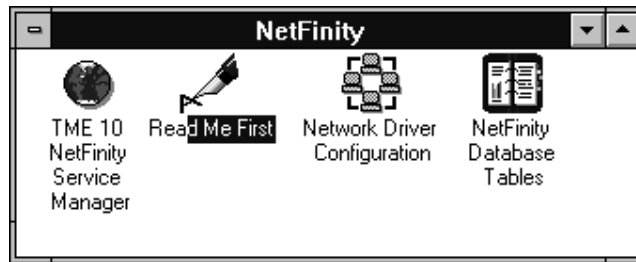 NetFinity
TME 10
NetFinity
Service
Manager
Read Me First
Network Driver
Configuration
NetFinity
Database
Tables